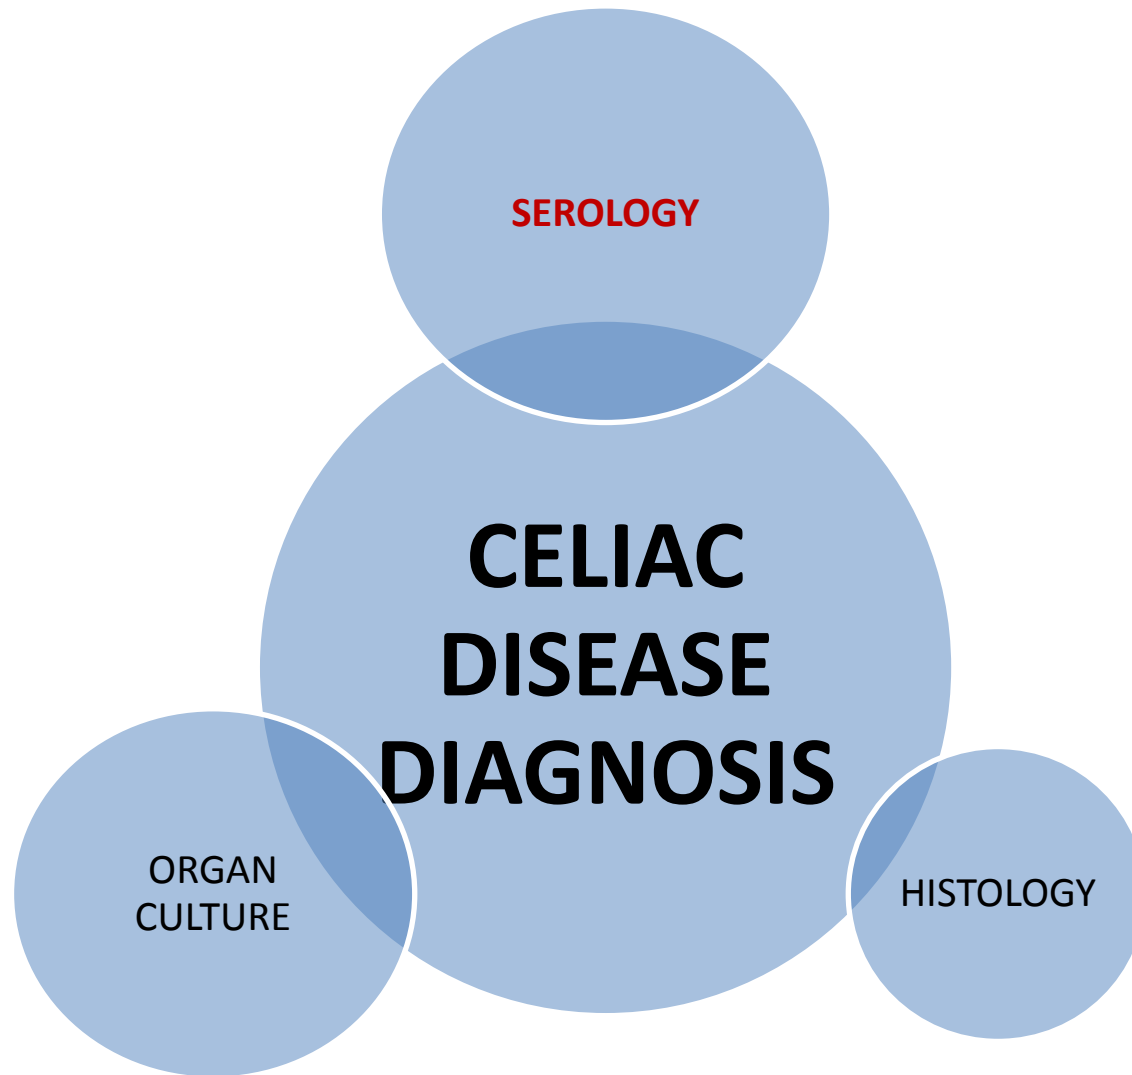 SEROLOGY
CELIAC
DISEASE
DIAGNOSIS
ORGAN
CULTURE
HISTOLOGY